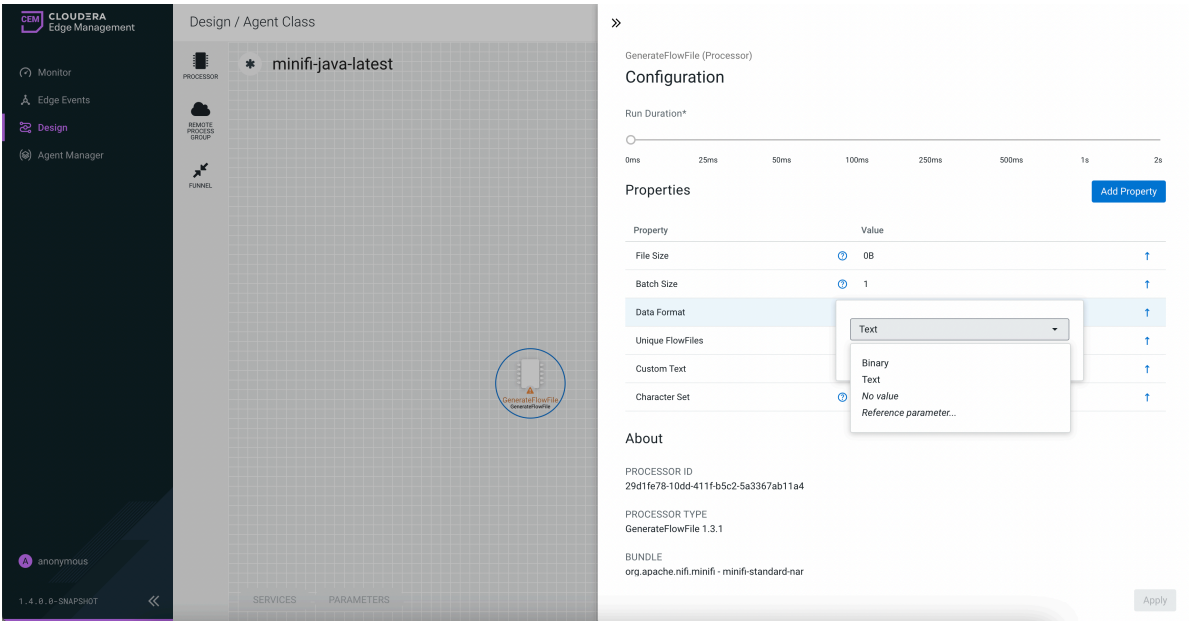 CEM CLOUDERA
Edge Management
Monitor
Edge Events
Design
Agent Manager
A anonymous
1.4.0.0-SNAPSHOT
Design / Agent Class
PROCESSOR
REMOTE
PROCESS
GROUP
FUNNEL
minifi-java-latest
GenerateFlowFile
GenerateFlowFile
SERVICES PARAMETERS
GenerateFlowFile (Processor)
Configuration
Run Duration*
0ms 25ms 50ms 100ms 250ms 500ms 1s 2s
Properties
Add Property
Property Value
File Size 0B
Batch Size 1
Data Format
Unique FlowFiles
Custom Text
Character Set
Text
Binary
Text
No value
Reference parameter...
About
PROCESSOR ID
29d1fe78-10dd-411f-b5c2-5a3367ab11a4
PROCESSOR TYPE
GenerateFlowFile 1.3.1
BUNDLE
org.apache.nifi.minifi - minifi-standard-nar
Apply